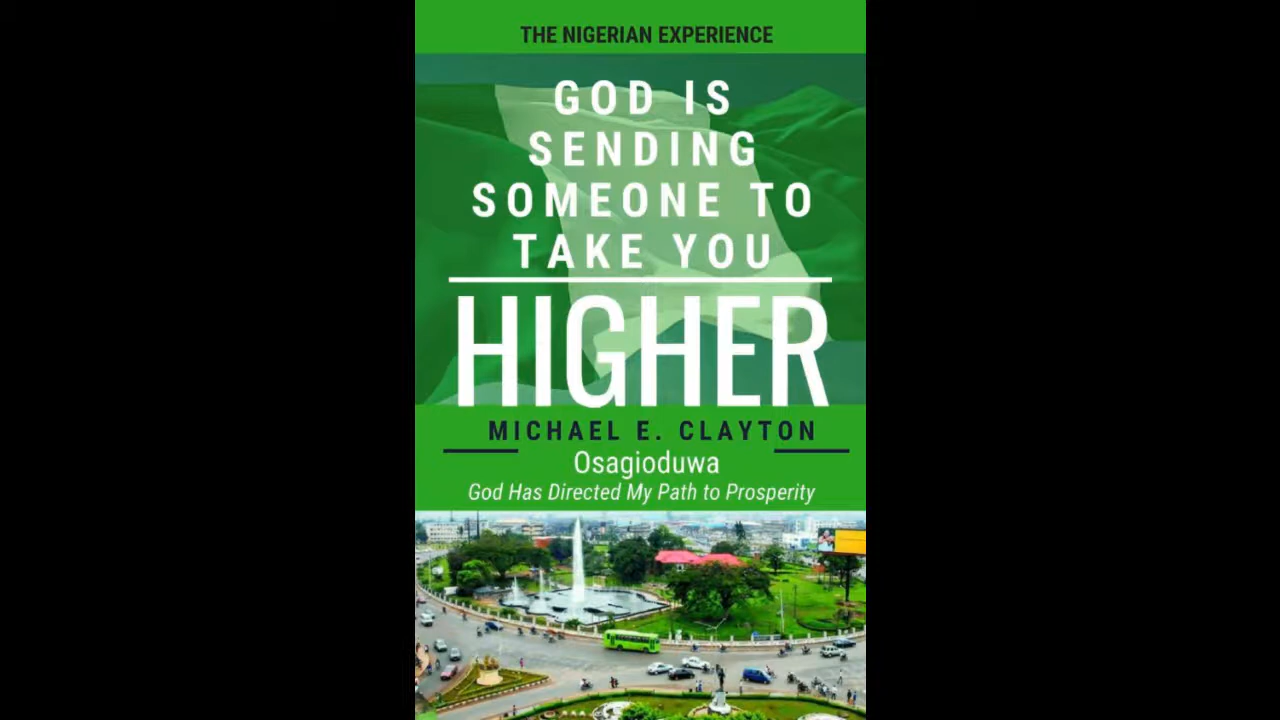 THE NIGERIAN EXPERIENCE
GOD IS
SENDING
SOMEONE TO
TAKE YOU
HIGHER
MICHAEL E. CLAYTON
Osagioduwa
God Has Directed My Path to Prosperity